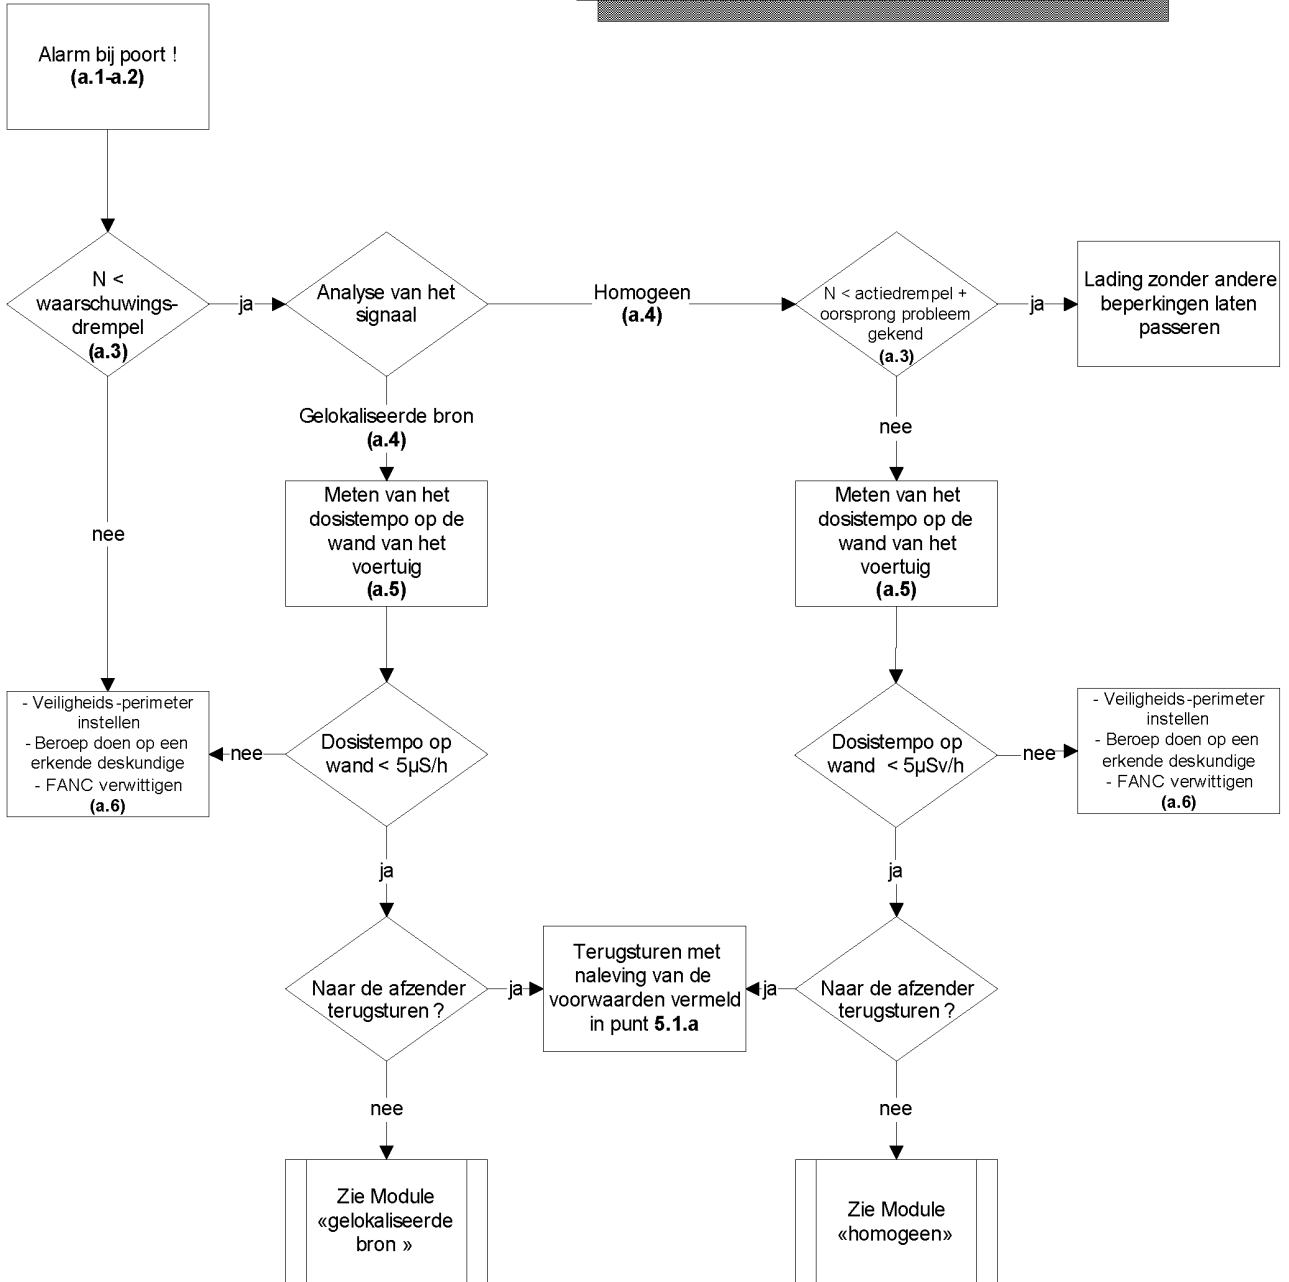 Alarm bij poort !
(a.1-a.2)
N <
waarschuwings-
drempel
(a.3)
ja
Analyse van het
signaal
Homogeen
(a.4)
N < actiedrempel +
oorsprong probleem
gekend
(a.3)
ja
Lading zonder andere
beperkingen laten
passeren
Gelokaliseerde bron
(a.4)
nee
nee
Meten van het
dosistempo op de
wand van het
voertuig
(a.5)
Meten van het
dosistempo op de
wand van het
voertuig
(a.5)
- Veiligheids-perimeter
instellen
- Beroep doen op een
erkende deskundige
- FANC verwittigen
(a.6)
nee
Dosistempo op
wand < 5µS/h
Dosistempo op
wand < 5µSv/h
nee
- Veiligheids-perimeter
instellen
- Beroep doen op een
erkende deskundige
- FANC verwittigen
(a.6)
ja
ja
Naar de afzender
terugsturen ?
ja
Terugsturen met
naleving van de
voorwaarden vermeld
in punt 5.1.a
ja
Naar de afzender
terugsturen ?
nee
nee
Zie Module
«gelokaliseerde
bron »
Zie Module
«homogeen»